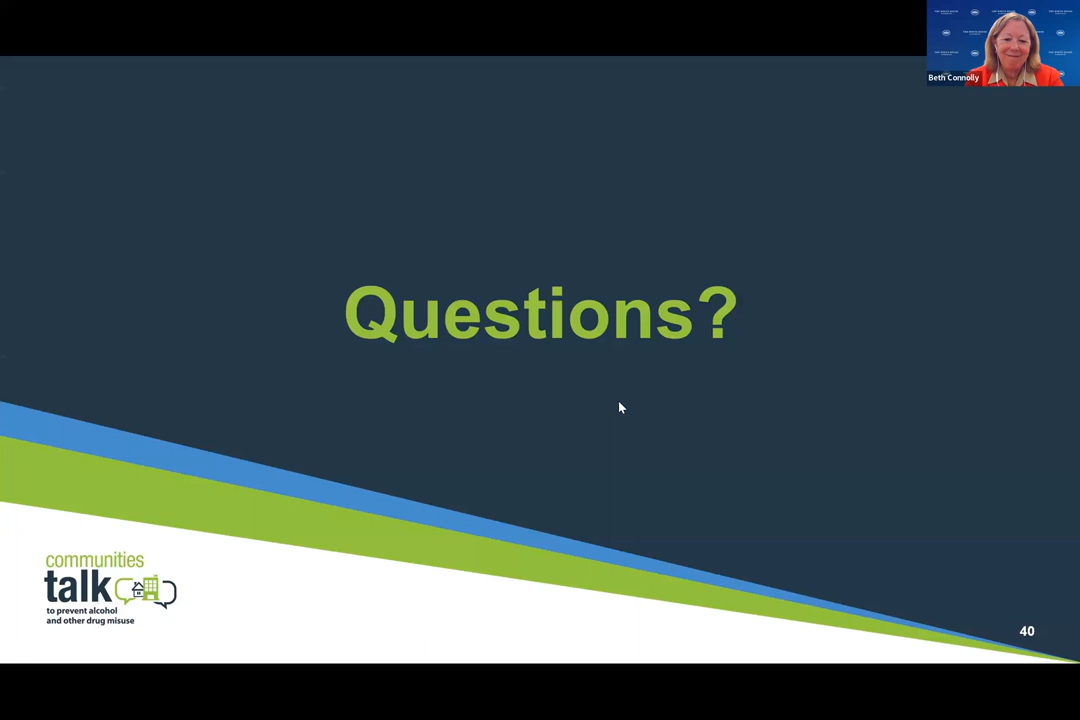 Beth Connolly
Questions?
communities
talk
to prevent alcohol
and other drug misuse
40